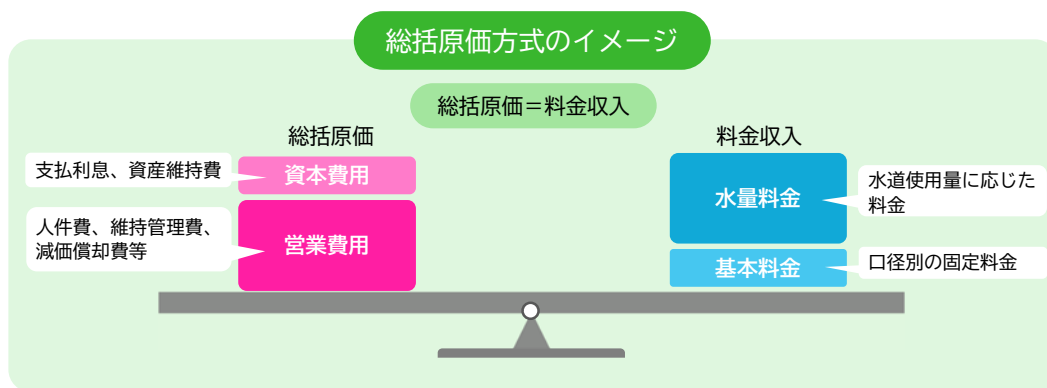 総括原価方式のイメージ
総括原価＝料金収入
総括原価
料金収入
支払利息、資産維持費
資本費用
人件費、維持管理費、
減価償却費等
営業費用
水量料金
水道使用量に応じた
料金
基本料金
口径別の固定料金